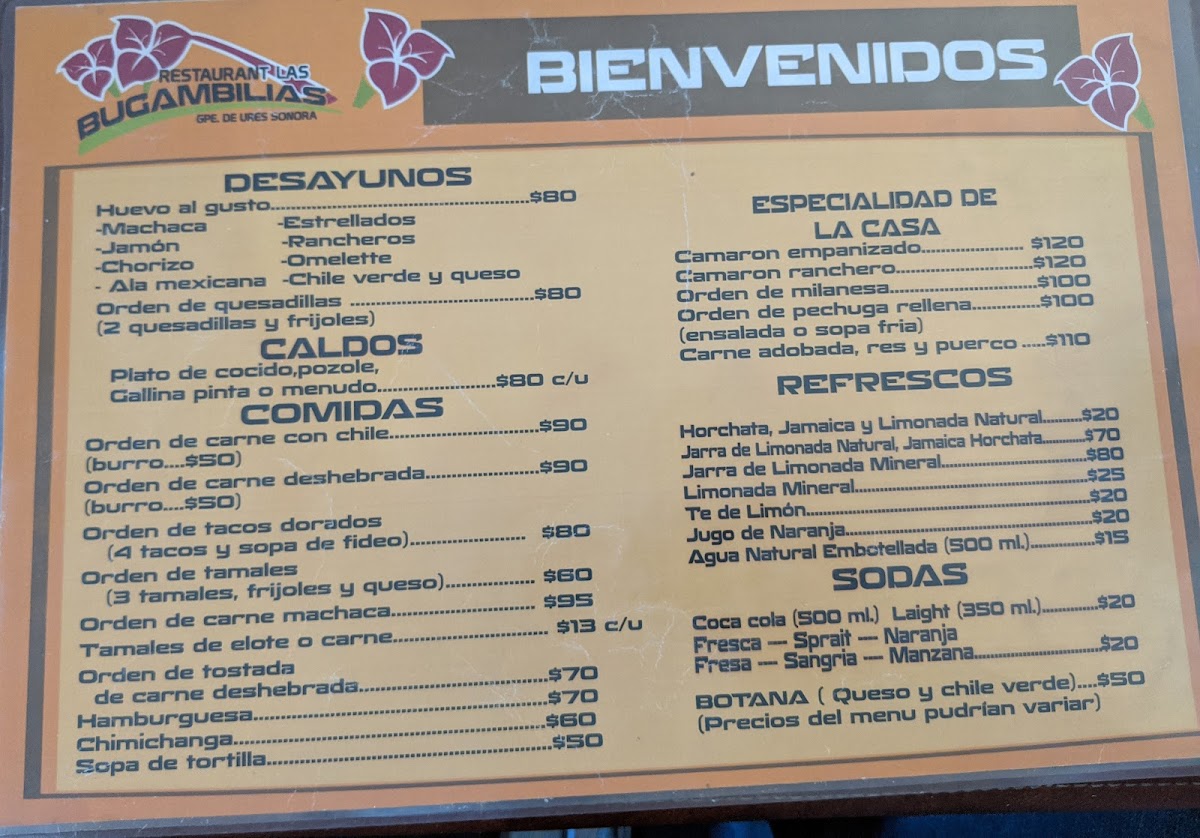 RESTAURANT LAS
BUGAMBILIAS
GPE. DE URES SONORA
BIENVENIDOS
DESAYUNOS
Huevo al gusto..........$80
-Machaca -Estrellados
-Jamón -Rancheros
-Chorizo -Omelette
- Ala mexicana -Chile verde y queso
Orden de quesadillas ..........$80
(2 quesadillas y frijoles)
CALDOS
Plato de cocido,pozole,
Gallina pinta o menudo..........$80 c/u
COMIDAS
Orden de carne con chile..........$90
(burro....$50)
Orden de carne deshebrada..........$90
(burro....$50)
Orden de tacos dorados
(4 tacos y sopa de fideo).......... $80
Orden de tamales
(3 tamales, frijoles y queso).......... $60
Orden de carne machaca.......... $95
Tamales de elote o carne.......... $13 c/u
Orden de tostada
de carne deshebrada..........$70
Hamburguesa..........$70
Chimichanga..........$60
Sopa de tortilla..........$50
ESPECIALIDAD DE
LA CASA
Camaron empanizado.......... $120
Camaron ranchero..........$120
Orden de milanesa..........$100
Orden de pechuga rellena..........$100
(ensalada o sopa fria)
Carne adobada, res y puerco .....$110
REFRESCOS
Horchata, Jamaica y Limonada Natural..........$20
Jarra de Limonada Natural, Jamaica Horchata..........$70
Jarra de Limonada Mineral..........$80
Limonada Mineral..........$25
Te de Limón..........$20
Jugo de Naranja..........$20
Agua Natural Embotellada (500 ml.)..........$15
SODAS
Coca cola (500 ml.) Laight (350 ml.)..........$20
Fresca --- Sprait --- Naranja
Fresa --- Sangria --- Manzana..........$20
BOTANA ( Queso y chile verde)....$50
(Precios del menu pudrían variar)